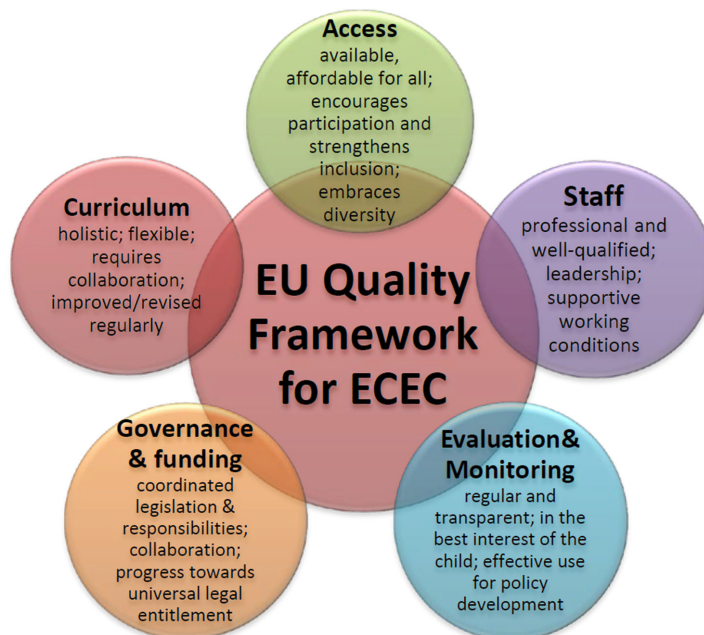 Access
available,
affordable for all;
encourages
participation and
strengthens
inclusion;
embraces
diversity
Staff
professional and
well-qualified;
leadership;
supportive
working
conditions
Curriculum
holistic; flexible;
requires
collaboration;
improved/revised
regularly
EU Quality
Framework
for ECEC
Governance
& funding
coordinated
legislation &
responsibilities;
collaboration;
progress towards
universal legal
entitlement
Evaluation&
Monitoring
regular and
transparent; in the
best interest of the
child; effective use
for policy
development